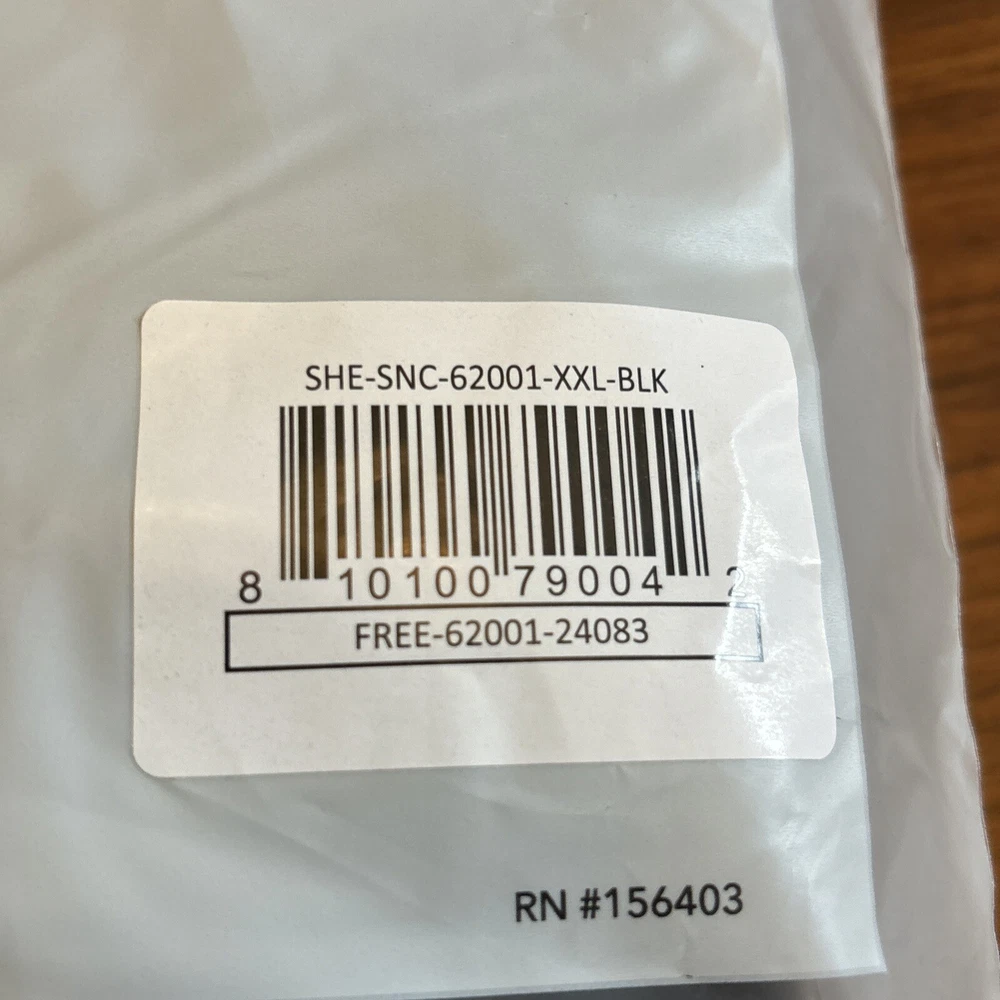 SHE-SNC-62001-XXL-BLK
8 10100 79004 2
FREE-62001-24083
RN #156403